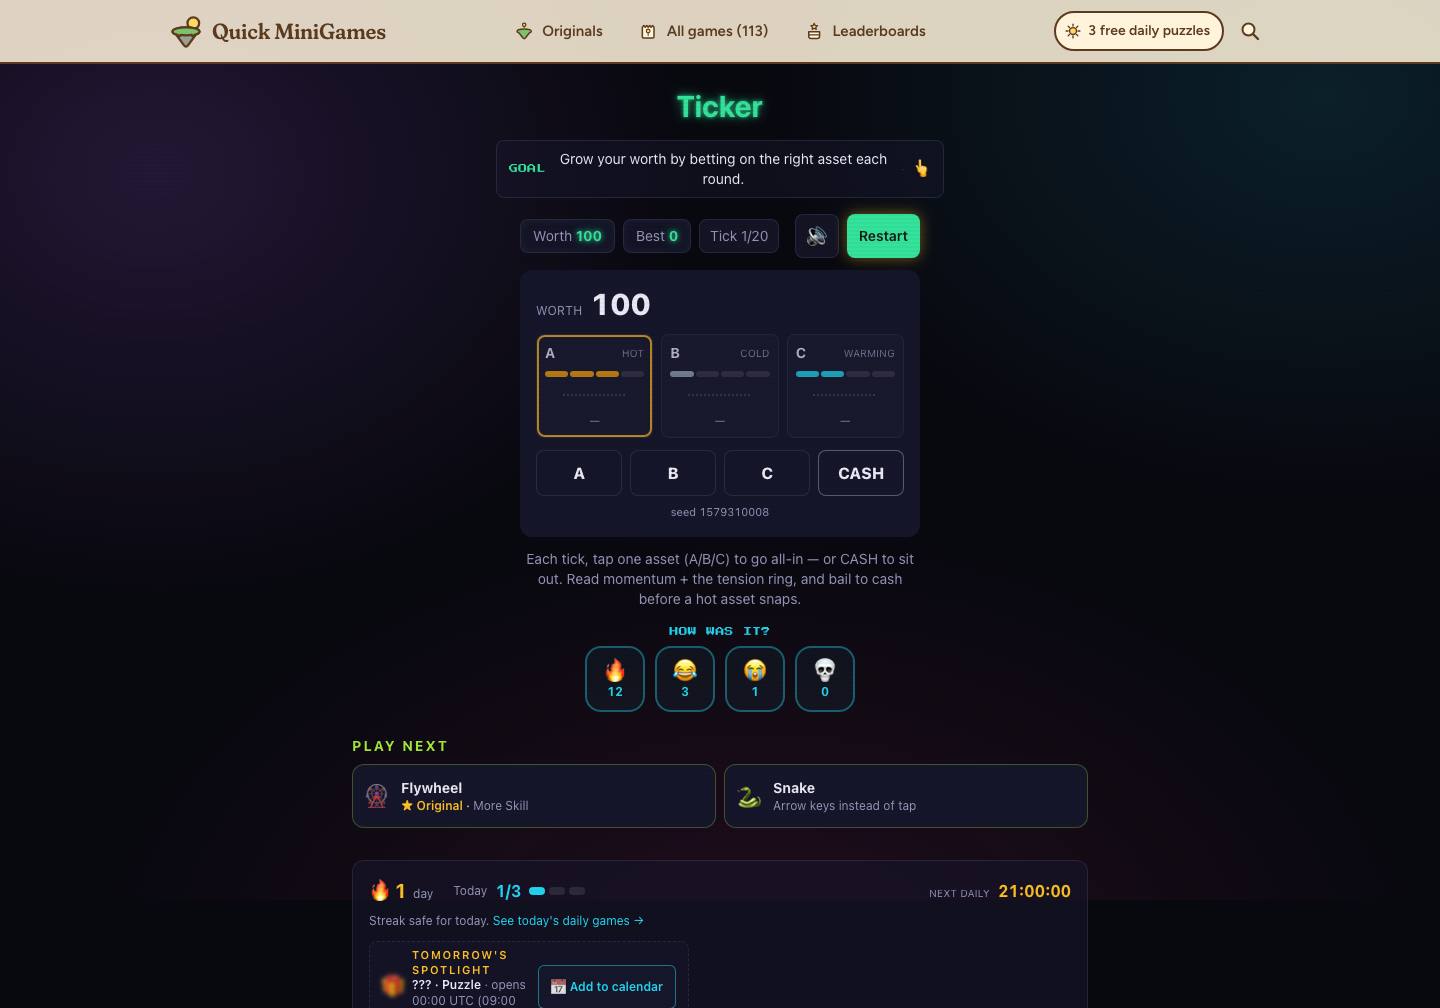 Quick MiniGames
Originals
All games (113)
Leaderboards
3 free daily puzzles
Ticker
GOAL
Grow your worth by betting on the right asset each
round.
Worth 100
Best 0
Tick 1/20
Restart
WORTH 100
A HOT
B COLD
C WARMING
—
—
—
A
B
C
CASH
seed 1579310008
Each tick, tap one asset (A/B/C) to go all-in — or CASH to sit
out. Read momentum + the tension ring, and bail to cash
before a hot asset snaps.
HOW WAS IT?
12
3
1
0
PLAY NEXT
Flywheel
Original · More Skill
Snake
Arrow keys instead of tap
1 day
Today 1/3
NEXT DAILY 21:00:00
Streak safe for today. See today's daily games →
TOMORROW'S
SPOTLIGHT
??? · Puzzle · opens
00:00 UTC (09:00
Add to calendar